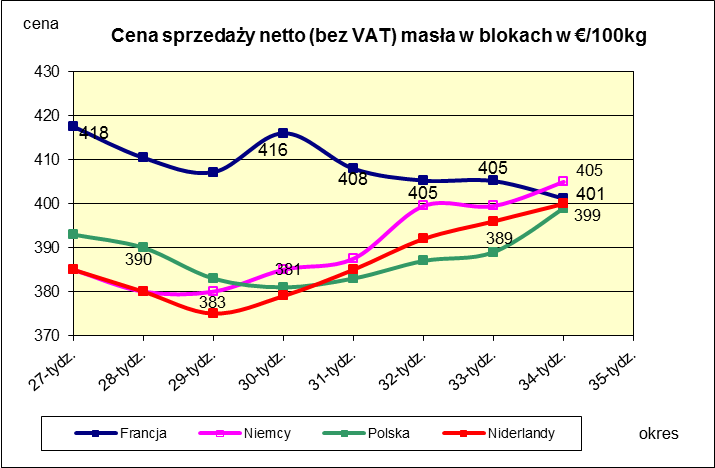 cena
Cena sprzedaży netto (bez VAT) masła w blokach w €/100kg
430
420
410
400
390
380
370
418
416
408
405
405
405
401
399
390
383
381
389
27-tydz.
28-tydz.
29-tydz.
30-tydz.
31-tydz.
32-tydz.
33-tydz.
34-tydz.
35-tydz.
Francja Niemcy Polska Niderlandy
okres